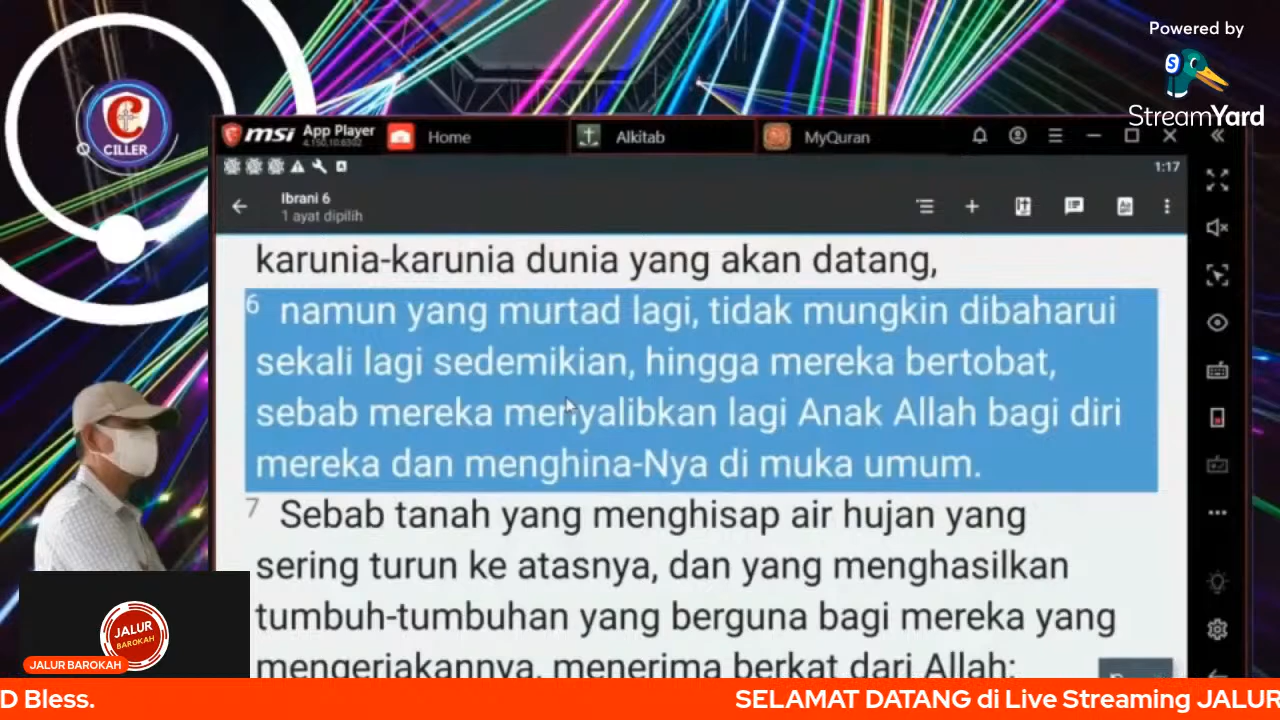 Powered by
StreamYard
CILLER
msi App Player
4.150.10.6302
Home
Alkitab
MyQuran
1:17
Ibrani 6
1 ayat dipilih
karunia-karunia dunia yang akan datang,
6 namun yang murtad lagi, tidak mungkin dibaharui
sekali lagi sedemikian, hingga mereka bertobat,
sebab mereka menyalibkan lagi Anak Allah bagi diri
mereka dan menghina-Nya di muka umum.
7 Sebab tanah yang menghisap air hujan yang
sering turun ke atasnya, dan yang menghasilkan
tumbuh-tumbuhan yang berguna bagi mereka yang
mengerjakannya, menerima berkat dari Allah;
JALUR
BAROKAH
JALUR BAROKAH
D Bless.
SELAMAT DATANG di Live Streaming JALUR